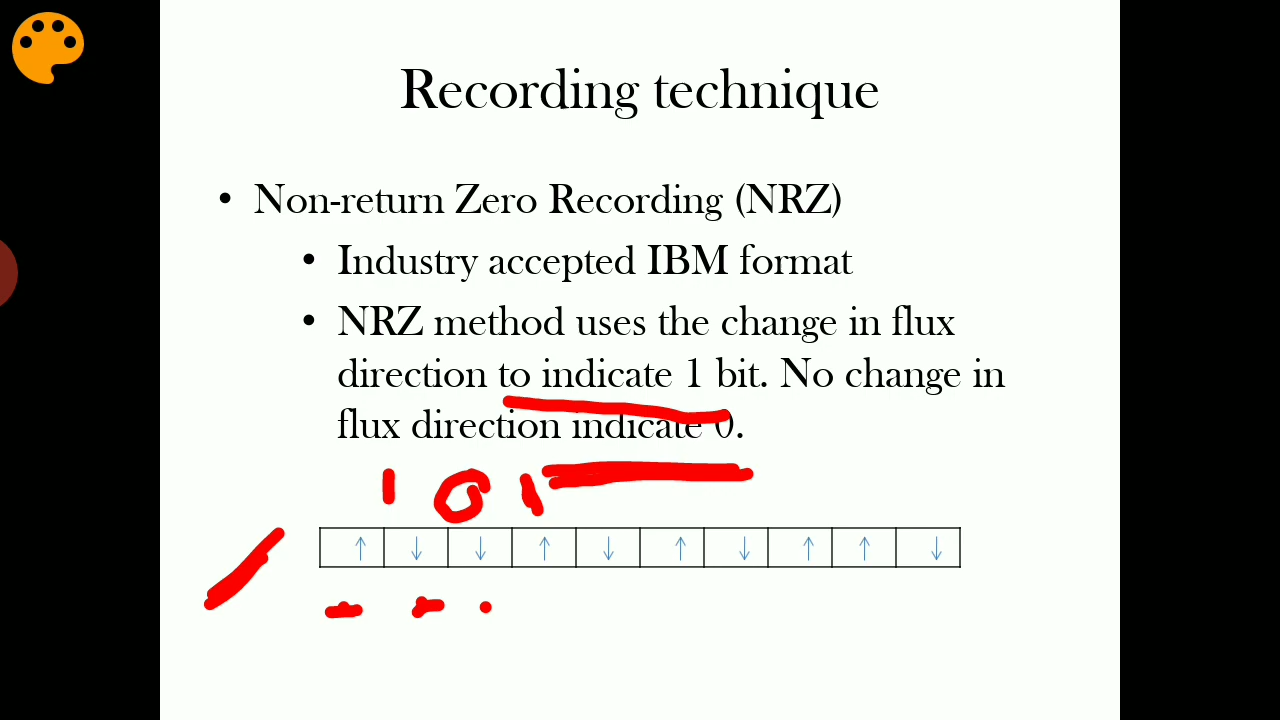 Recording technique
• Non-return Zero Recording (NRZ)
• Industry accepted IBM format
• NRZ method uses the change in flux
direction to indicate 1 bit. No change in
flux direction indicate 0.
1 0 1
↑ ↓ ↓ ↑ ↓ ↑ ↓ ↑ ↑ ↓